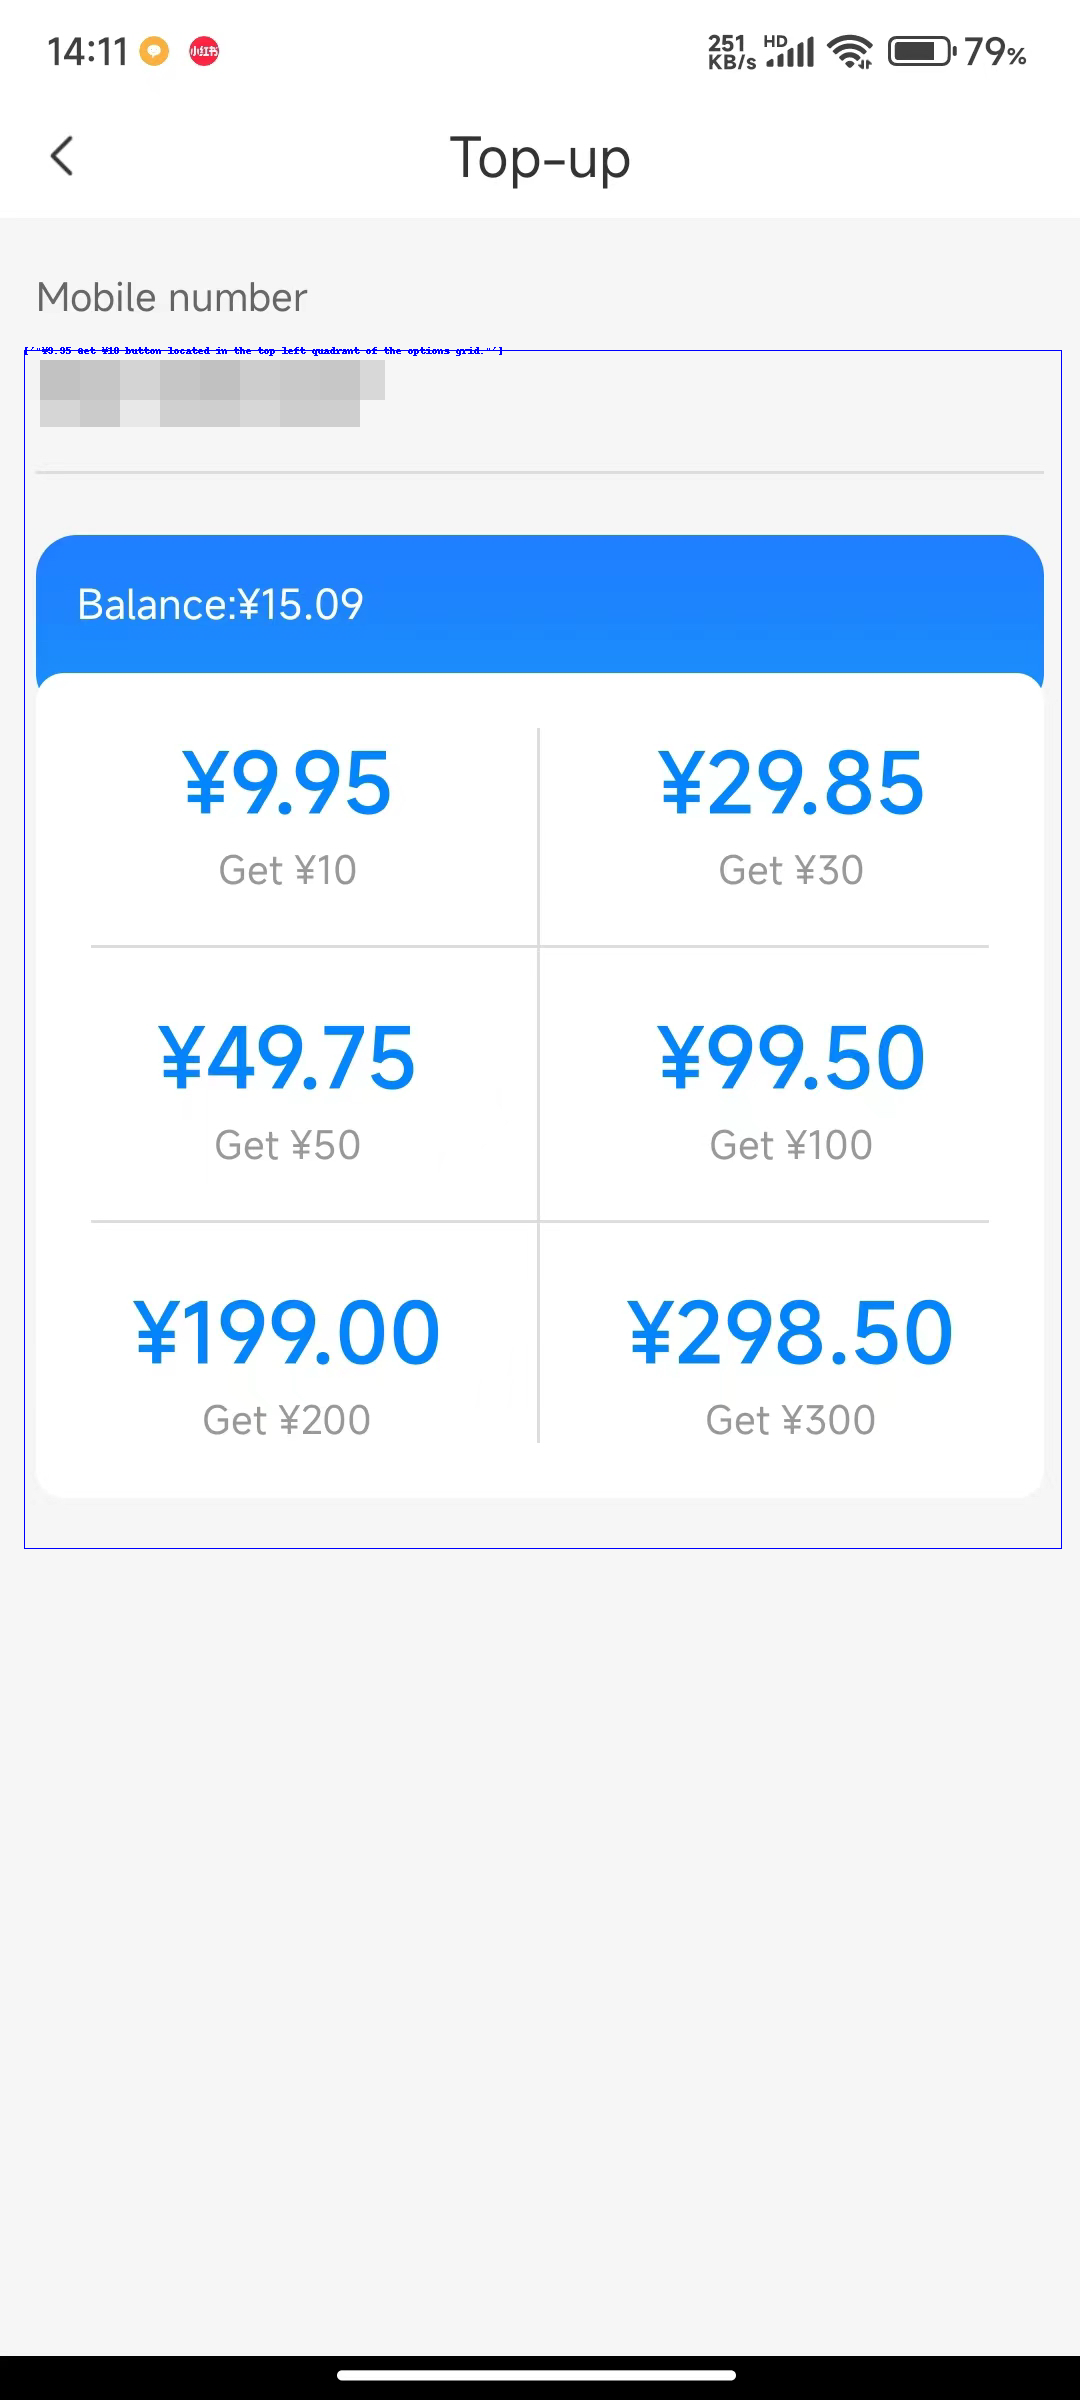 14:11
小红书
251 KB/s
HD
79%
Top-up
Mobile number
['"¥9.95 Get ¥10 button located in the top left quadrant of the options grid."']
Balance:¥15.09
¥9.95
¥29.85
Get ¥10
Get ¥30
¥49.75
¥99.50
Get ¥50
Get ¥100
¥199.00
¥298.50
Get ¥200
Get ¥300